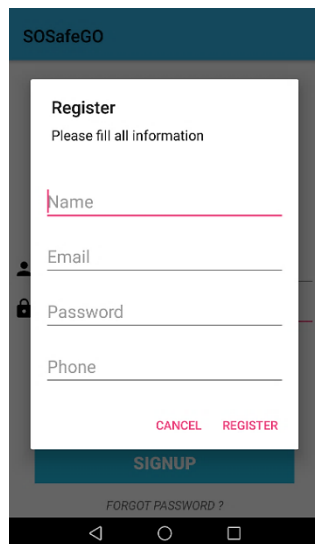 SOSafeGO
Register
Please fill all information
Name
Email
Password
Phone
CANCEL REGISTER
SIGNUP
FORGOT PASSWORD ?